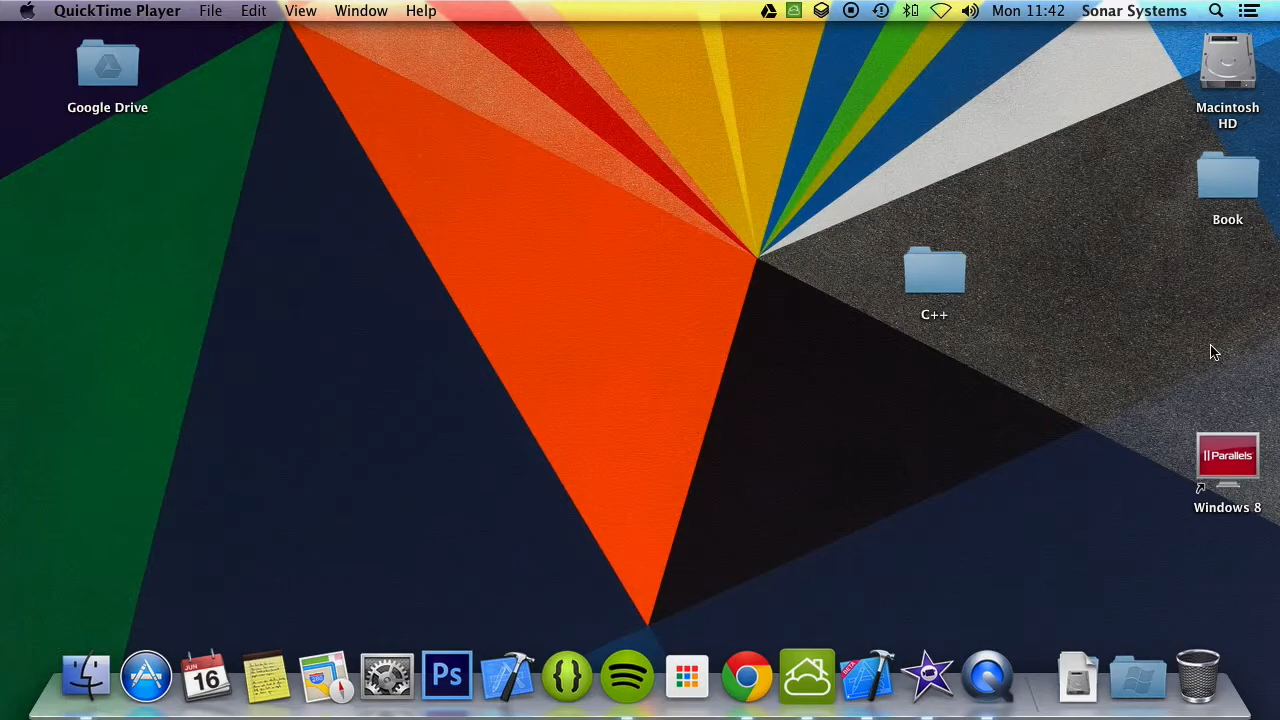 QuickTime Player File Edit View Window Help Mon 11:42 Sonar Systems
Google Drive
Macintosh
HD
Book
C++
Parallels
Windows 8
JUN
16
Ps
{}